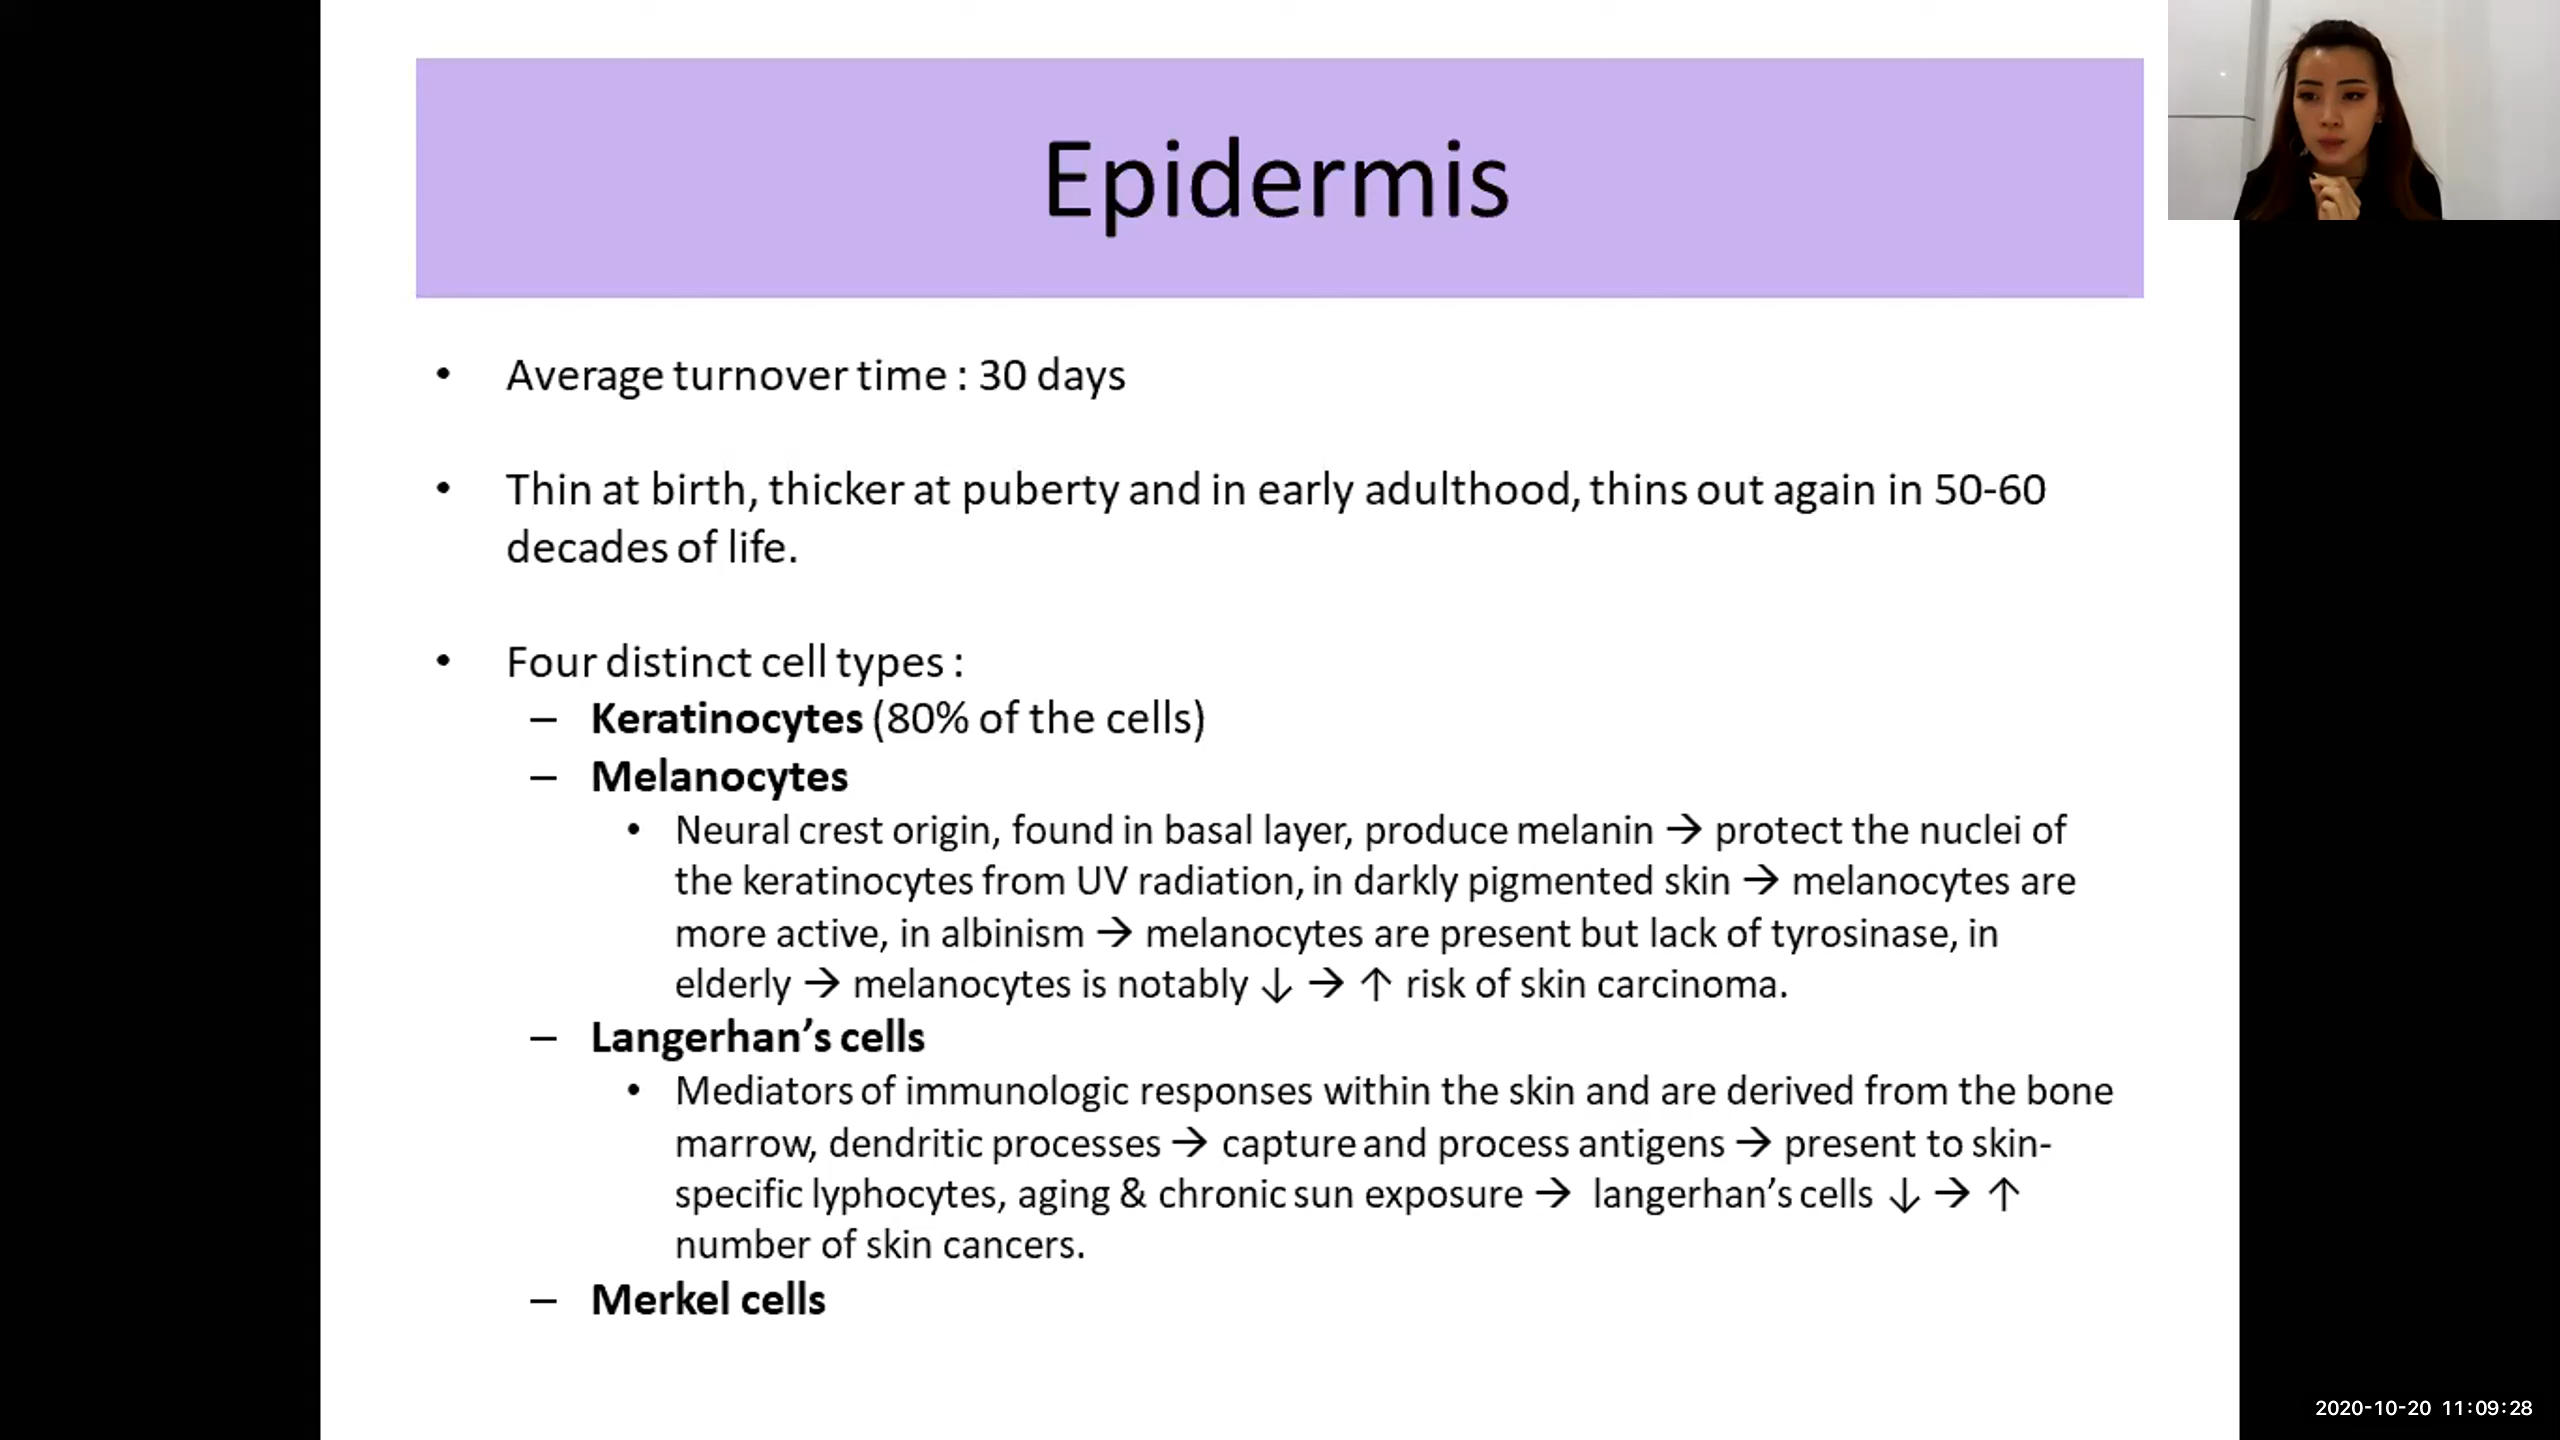 Epidermis
• Average turnover time : 30 days
• Thin at birth, thicker at puberty and in early adulthood, thins out again in 50-60
decades of life.
• Four distinct cell types :
– Keratinocytes (80% of the cells)
– Melanocytes
• Neural crest origin, found in basal layer, produce melanin → protect the nuclei of
the keratinocytes from UV radiation, in darkly pigmented skin → melanocytes are
more active, in albinism → melanocytes are present but lack of tyrosinase, in
elderly → melanocytes is notably ↓ → ↑ risk of skin carcinoma.
– Langerhan’s cells
• Mediators of immunologic responses within the skin and are derived from the bone
marrow, dendritic processes → capture and process antigens → present to skin-
specific lyphocytes, aging & chronic sun exposure → langerhan’s cells ↓ → ↑
number of skin cancers.
– Merkel cells
2020-10-20 11:09:28